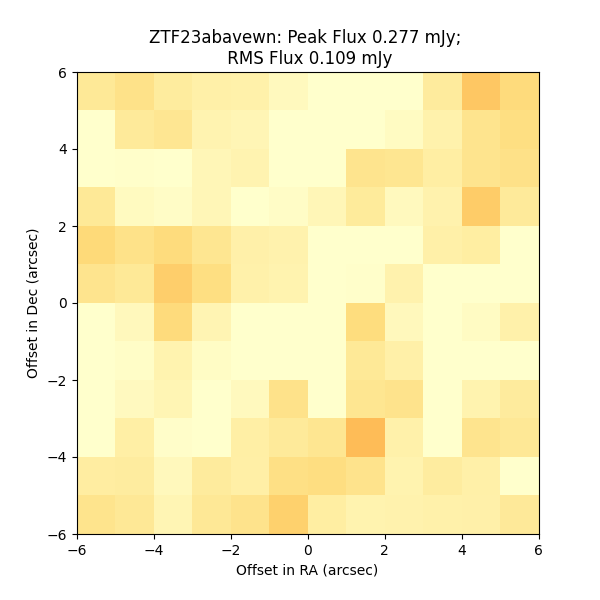 ZTF23abavewn: Peak Flux 0.277 mJy;
RMS Flux 0.109 mJy
6
4
2
0
−2
−4
−6
Offset in Dec (arcsec)
−6 −4 −2 0 2 4 6
Offset in RA (arcsec)